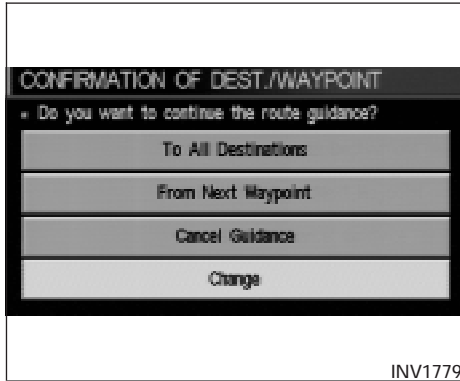 CONFIRMATION OF DEST./WAYPOINT
▪ Do you want to continue the route guidance?
To All Destinations
From Next Waypoint
Cancel Guidance
Change
INV1779